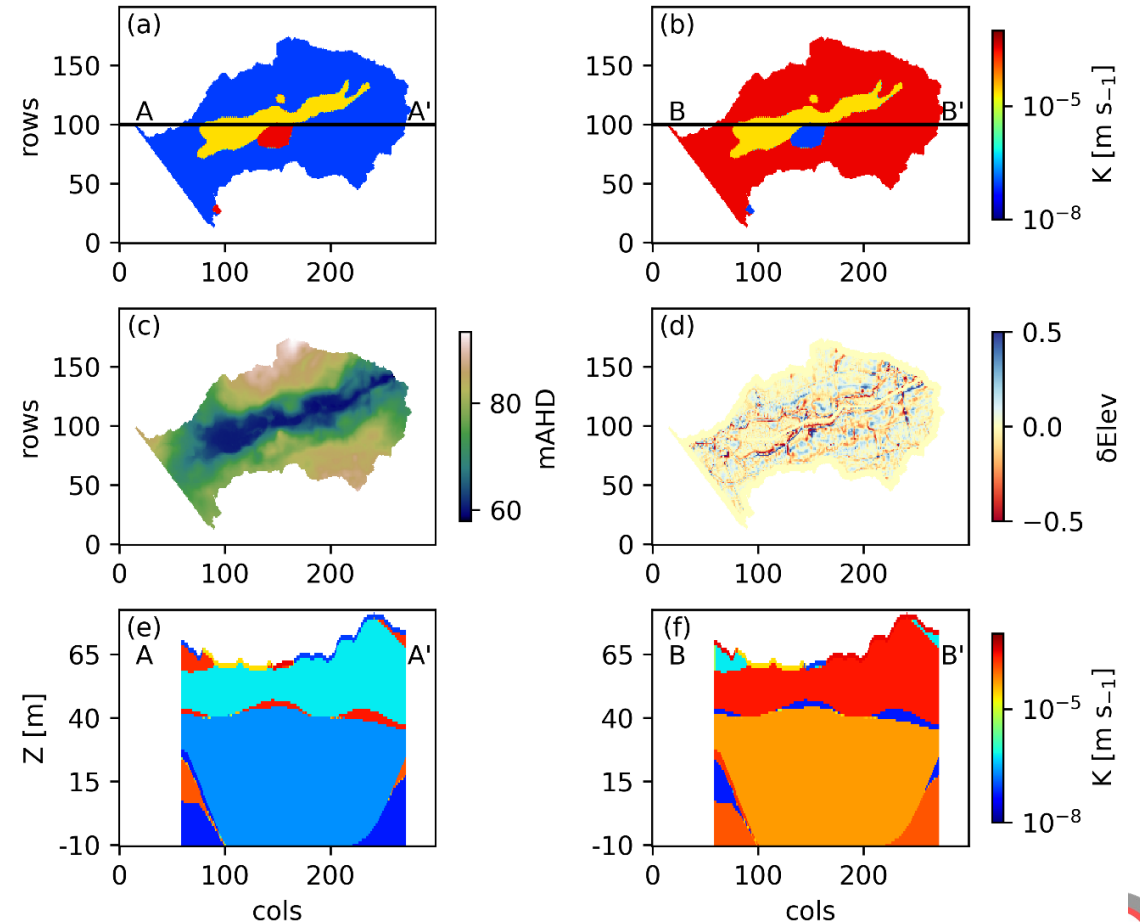 (a)
(b)
A
A'
B
B'
rows
150
100
50
0
0
100
200
0
100
200
10⁻⁵
10⁻⁸
K [m s₋₁]
(c)
(d)
rows
150
100
50
0
0
100
200
80
60
mAHD
150
100
50
0
0
100
200
0.5
0.0
−0.5
δElev
(e)
(f)
A
A'
B
B'
Z [m]
65
40
15
-10
0
100
200
cols
65
40
15
-10
0
100
200
cols
10⁻⁵
10⁻⁸
K [m s₋₁]
150
100
50
0